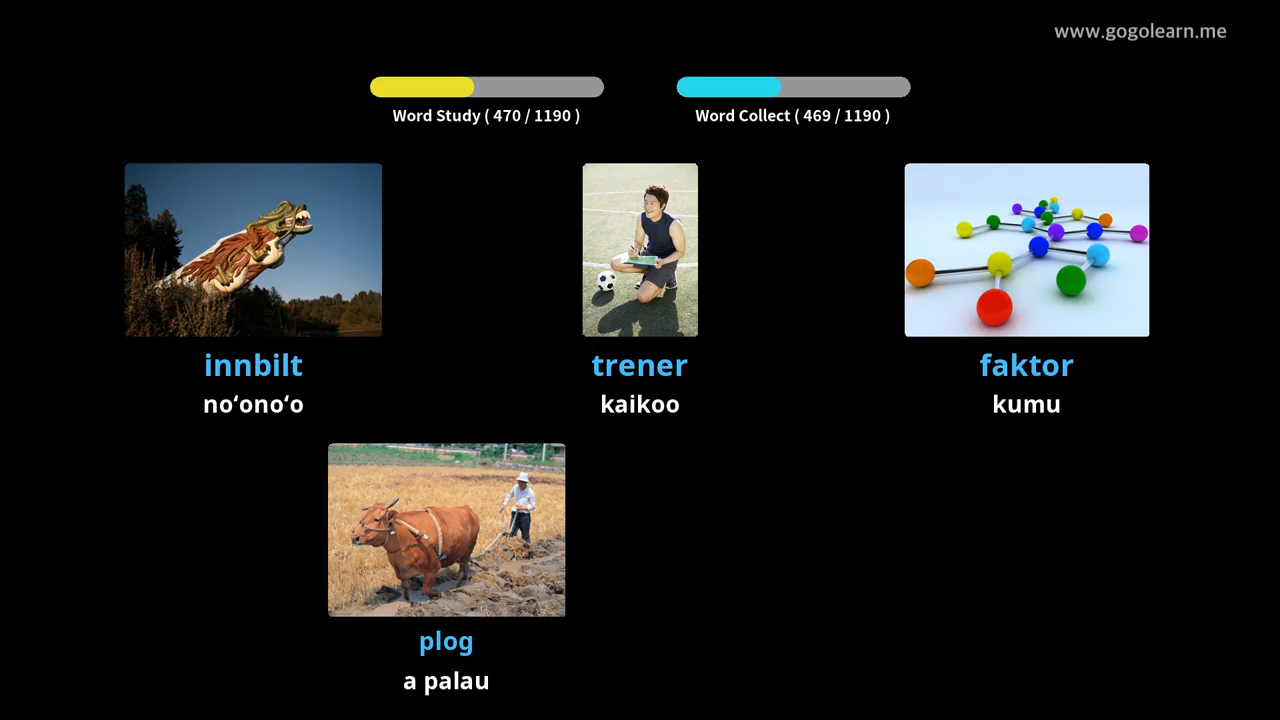 www.gogolearn.me
Word Study ( 470 / 1190 )
Word Collect ( 469 / 1190 )
innbilt
noʻonoʻo
trener
kaikoo
faktor
kumu
plog
a palau